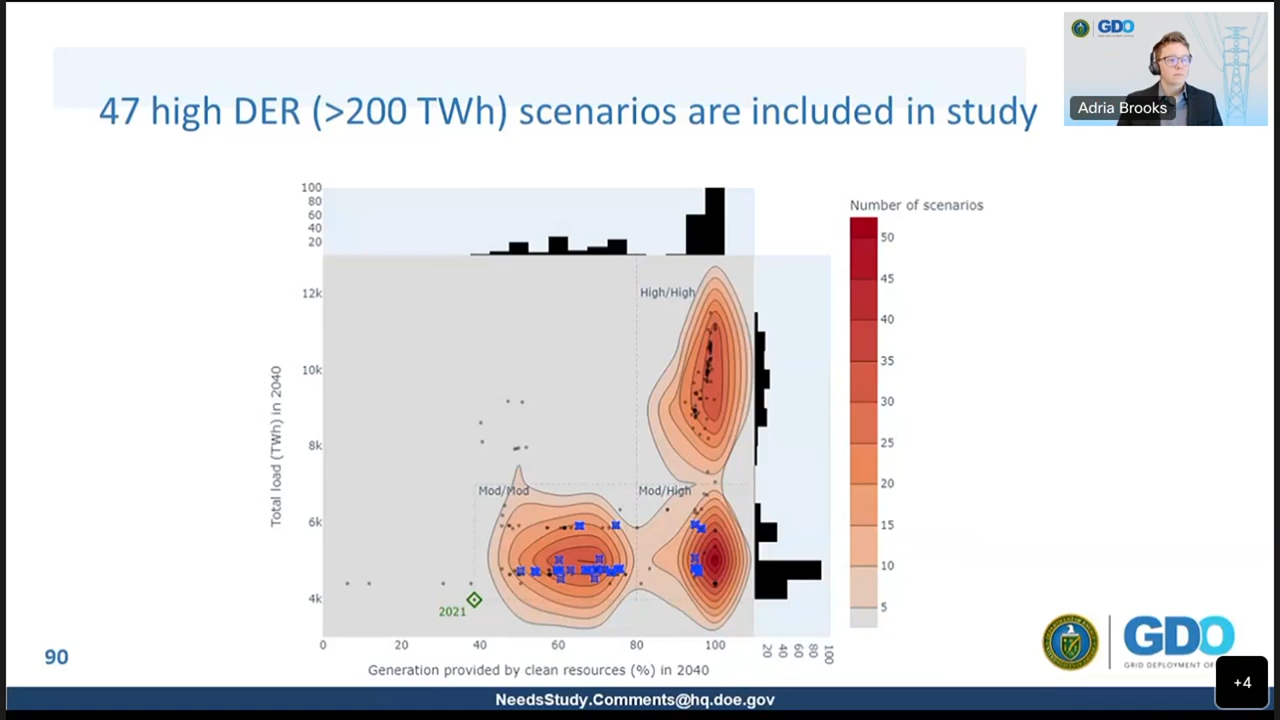 GDO
Adria Brooks
47 high DER (>200 TWh) scenarios are included in study
100
80
60
40
20
Number of scenarios
50
45
40
35
30
25
20
15
10
5
High/High
Mod/Mod
Mod/High
2021
12k
10k
8k
6k
4k
Total load (TWh) in 2040
0
20
40
60
80
100
20
40
60
80
100
Generation provided by clean resources (%) in 2040
90
GDO
GRID DEPLOYMENT OF
+4
NeedsStudy.Comments@hq.doe.gov